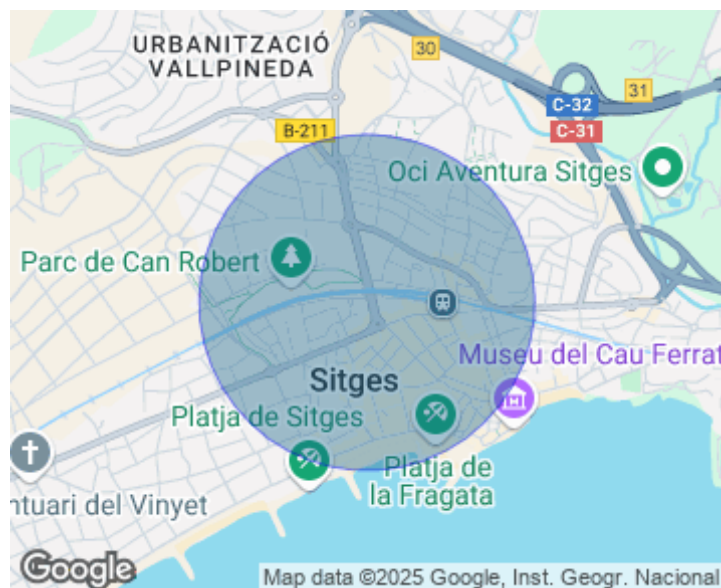 URBANITZACIÓ
VALLPINEDA
30
31
C-32
C-31
B-211
Oci Aventura Sitges
Parc de Can Robert
Museu del Cau Ferrat
Sitges
Platja de Sitges
Platja de
la Fragata
ntuari del Vinyet
Google
Map data ©2025 Google, Inst. Geogr. Nacional